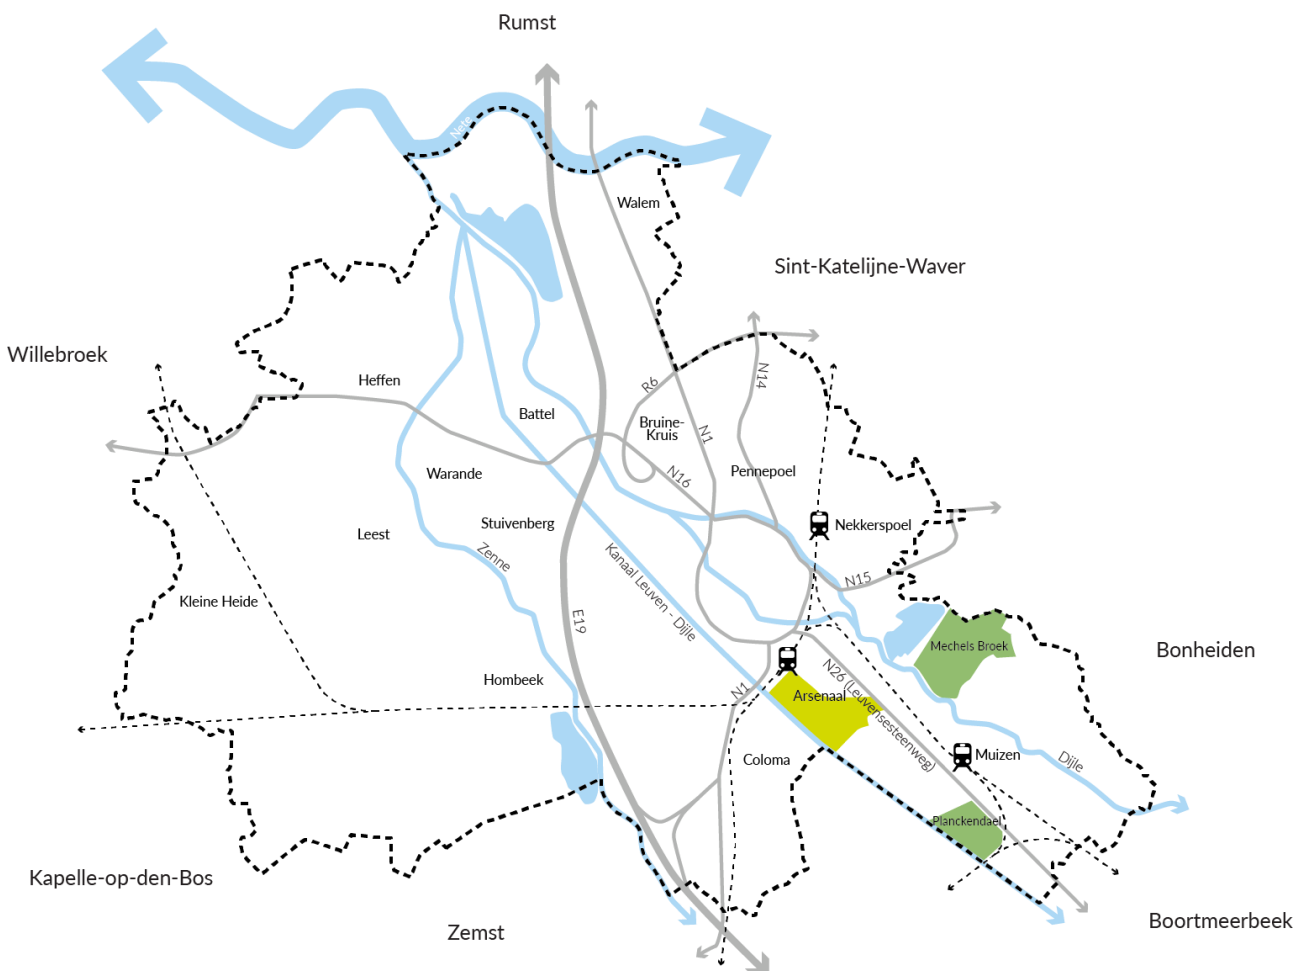 Rumst
Nete
Walem
Sint-Katelijne-Waver
Willebroek
Heffen
R6
N14
Battel
Bruine-
Kruis
N1
Warande
N16
Pennepoel
Stuivenberg
Nekkerspoel
Leest
Zenne
Kanaal Leuven - Dijle
N15
Kleine Heide
E19
Mechels Broek
Bonheiden
Hombeek
N1
Arsenaal
N26 (Leuvensesteenweg)
Coloma
Muizen
Dijle
Planckendael
Kapelle-op-den-Bos
Zemst
Boortmeerbeek